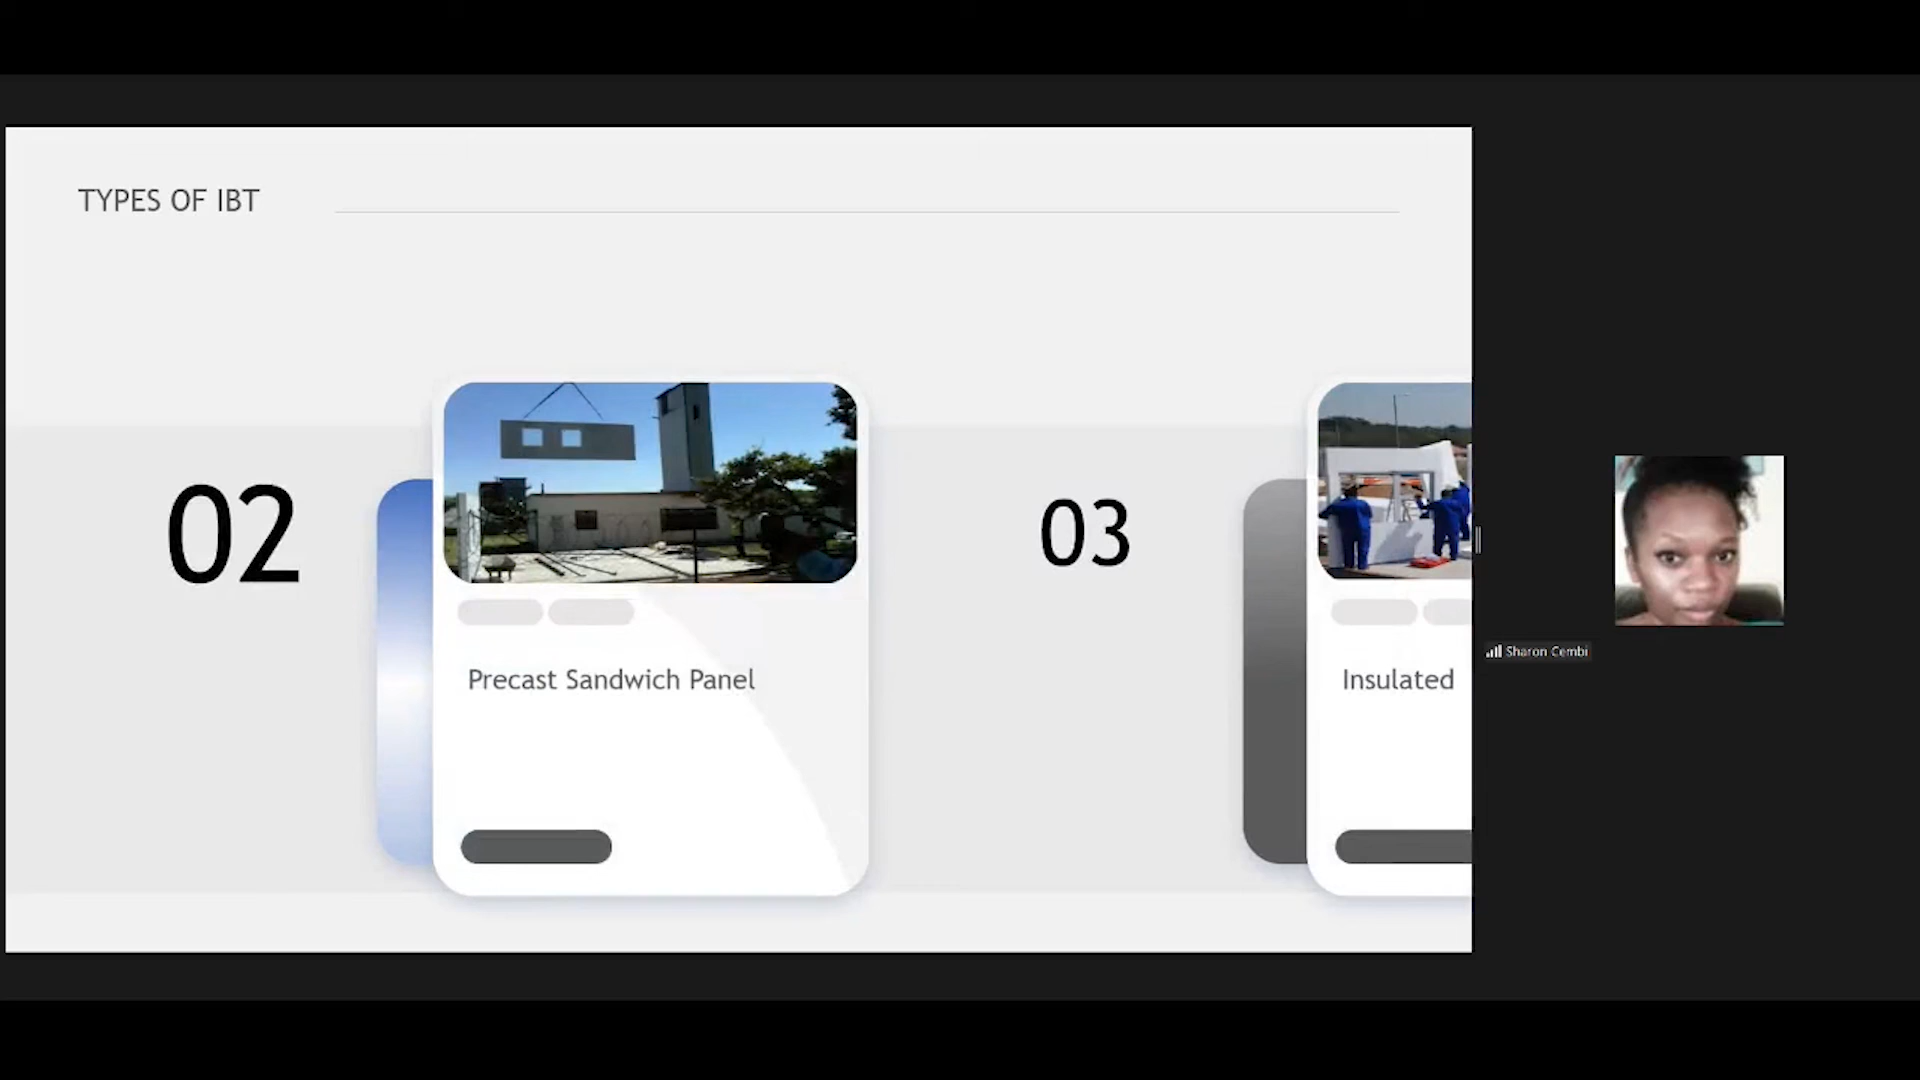 TYPES OF IBT
02
Precast Sandwich Panel
03
Insulated
Sharon Cembi